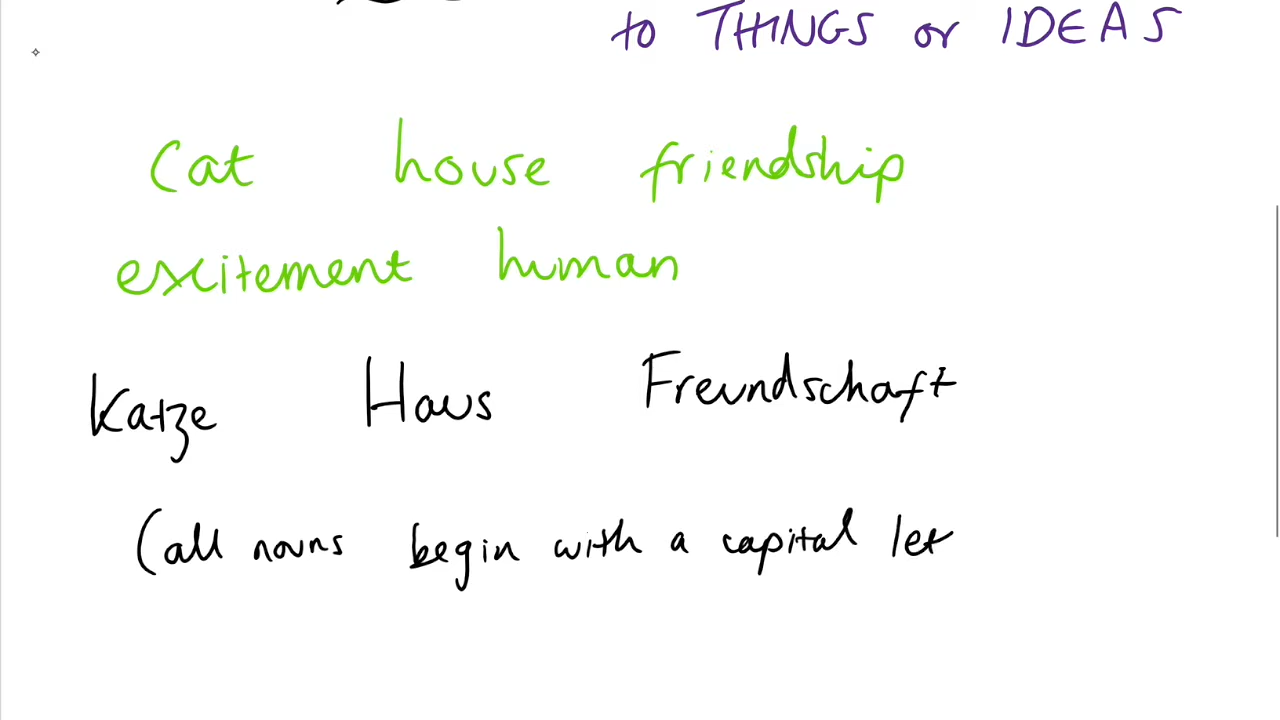 to THINGS or IDEAS
cat house friendship
excitement human
Katze Haus Freundschaft
(all nouns begin with a capital let